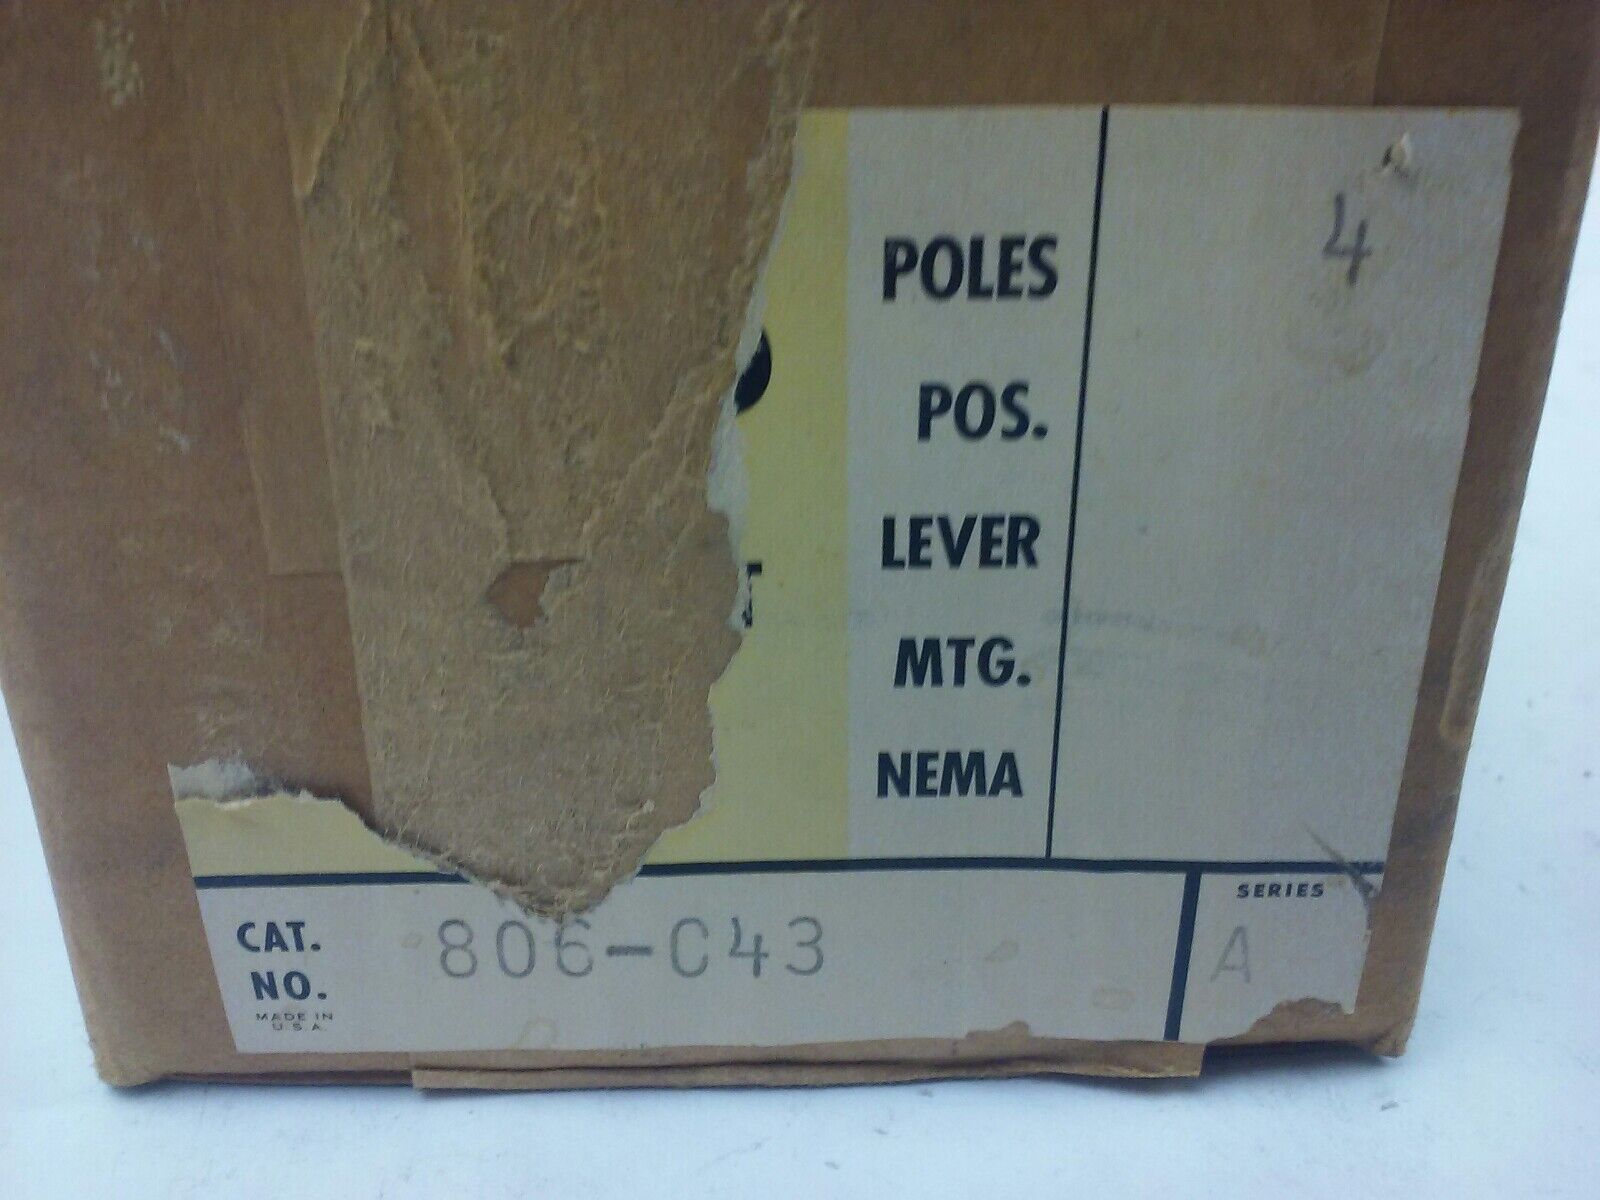 POLES 4
POS.
LEVER
MTG.
NEMA
CAT. NO. 806-C43
SERIES A
MADE IN
U.S.A.